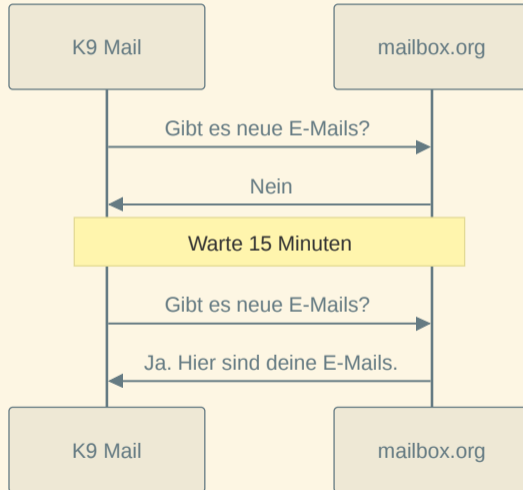 K9 Mail
mailbox.org
Gibt es neue E-Mails?
Nein
Warte 15 Minuten
Gibt es neue E-Mails?
Ja. Hier sind deine E-Mails.
K9 Mail
mailbox.org